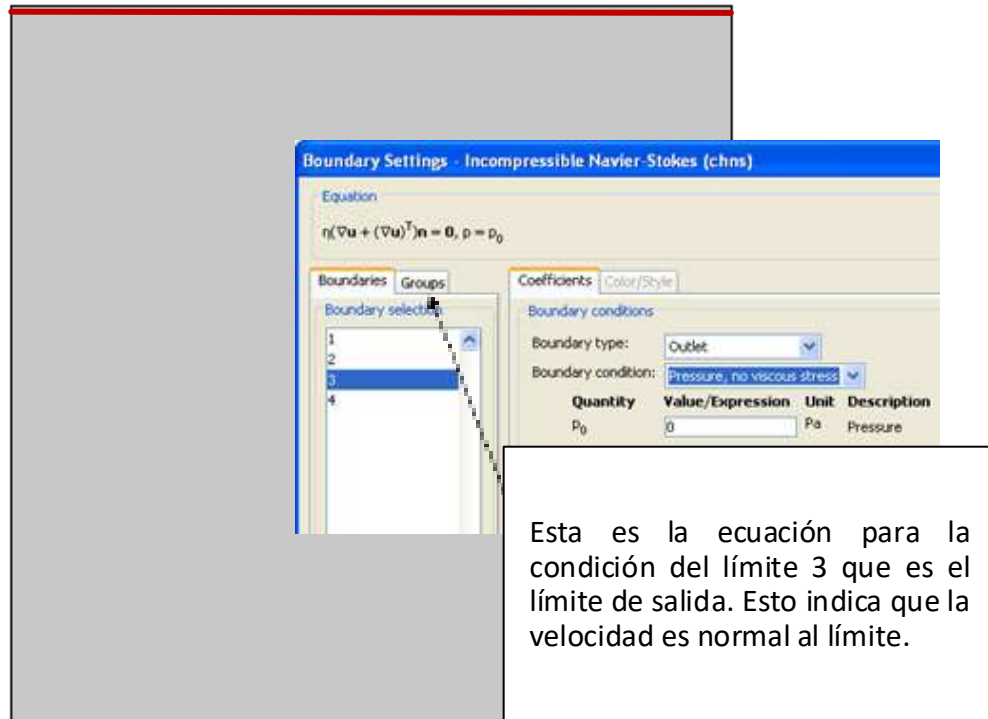 Boundary Settings - Incompressible Navier-Stokes (chns)
Equation
η(∇u + (∇u)ᵀ)n = 0, p = p₀
Boundaries Groups
Coefficients Color/Style
Boundary selection
1
2
3
4
Boundary conditions
Boundary type: Outlet
Boundary condition: Pressure, no viscous stress
Quantity Value/Expression Unit Description
P₀ 0 Pa Pressure
Esta es la ecuación para la
condición del límite 3 que es el
límite de salida. Esto indica que la
velocidad es normal al límite.